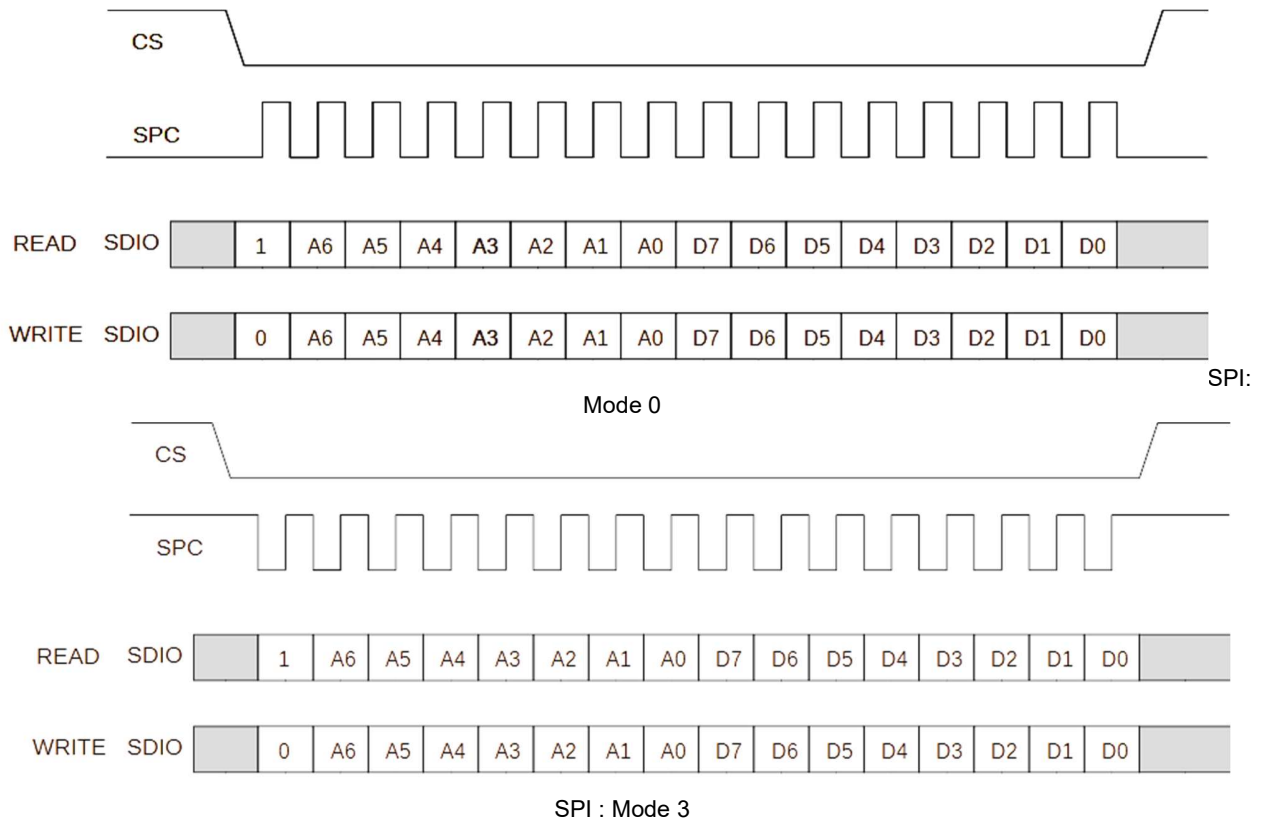 CS
SPC
READ SDIO 1 A6 A5 A4 A3 A2 A1 A0 D7 D6 D5 D4 D3 D2 D1 D0
WRITE SDIO 0 A6 A5 A4 A3 A2 A1 A0 D7 D6 D5 D4 D3 D2 D1 D0
SPI:
Mode 0
CS
SPC
READ SDIO 1 A6 A5 A4 A3 A2 A1 A0 D7 D6 D5 D4 D3 D2 D1 D0
WRITE SDIO 0 A6 A5 A4 A3 A2 A1 A0 D7 D6 D5 D4 D3 D2 D1 D0
SPI : Mode 3